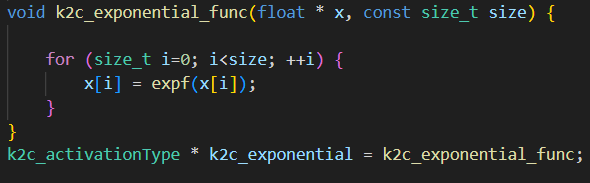 void k2c_exponential_func(float * x, const size_t size) {
for (size_t i=0; i<size; ++i) {
x[i] = expf(x[i]);
}
}
k2c_activationType * k2c_exponential = k2c_exponential_func;